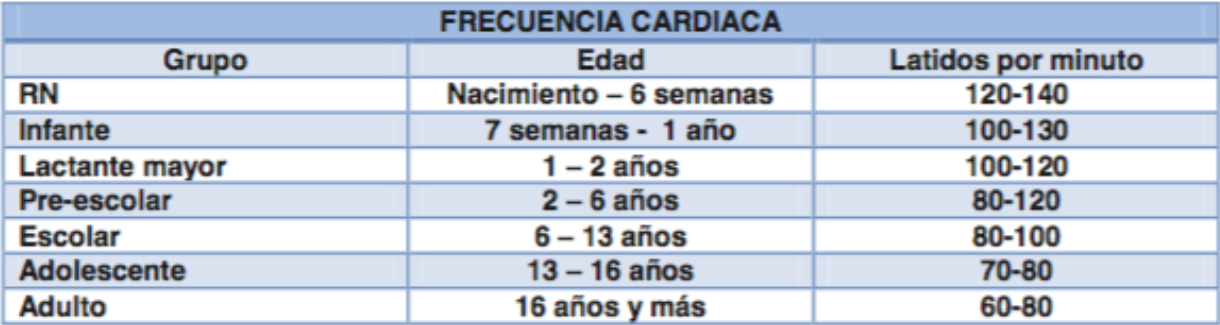 FRECUENCIA CARDIACA
Grupo Edad Latidos por minuto
RN Nacimiento – 6 semanas 120-140
Infante 7 semanas - 1 año 100-130
Lactante mayor 1 – 2 años 100-120
Pre-escolar 2 – 6 años 80-120
Escolar 6 – 13 años 80-100
Adolescente 13 – 16 años 70-80
Adulto 16 años y más 60-80